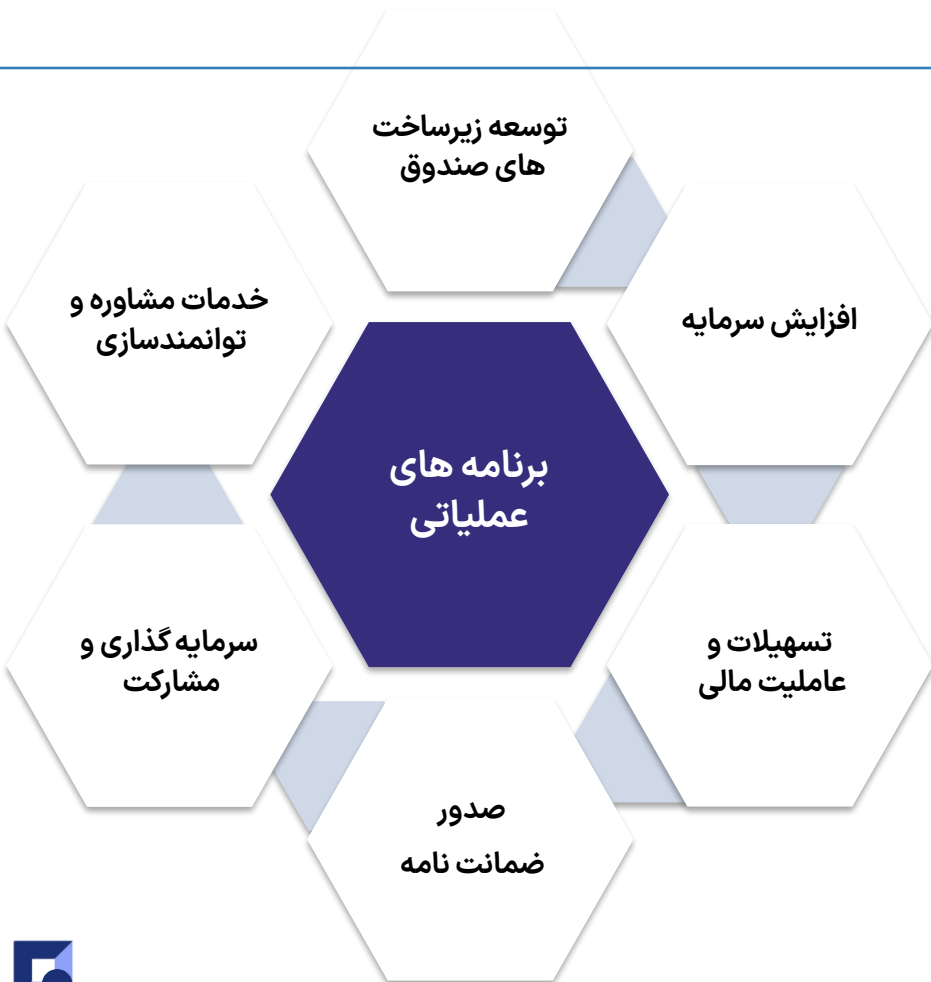 توسعه زیرساخت
های صندوق
افزایش سرمایه
خدمات مشاوره و
توانمندسازی
برنامه های
عملیاتی
تسهیلات و
عاملیت مالی
سرمایه گذاری و
مشارکت
صدور
ضمانت نامه